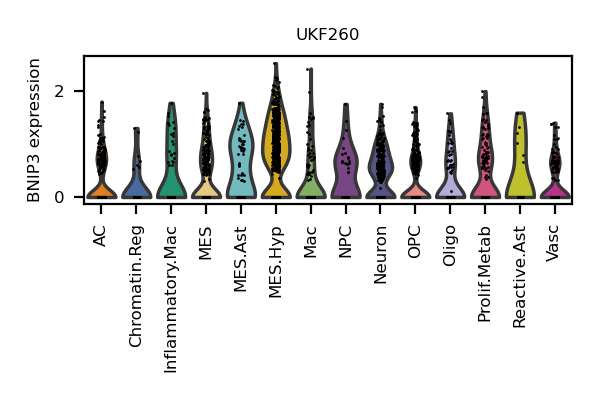 UKF260
BNIP3 expression
2
0
AC
Chromatin.Reg
Inflammatory.Mac
MES
MES.Ast
MES.Hyp
Mac
NPC
Neuron
OPC
Oligo
Prolif.Metab
Reactive.Ast
Vasc